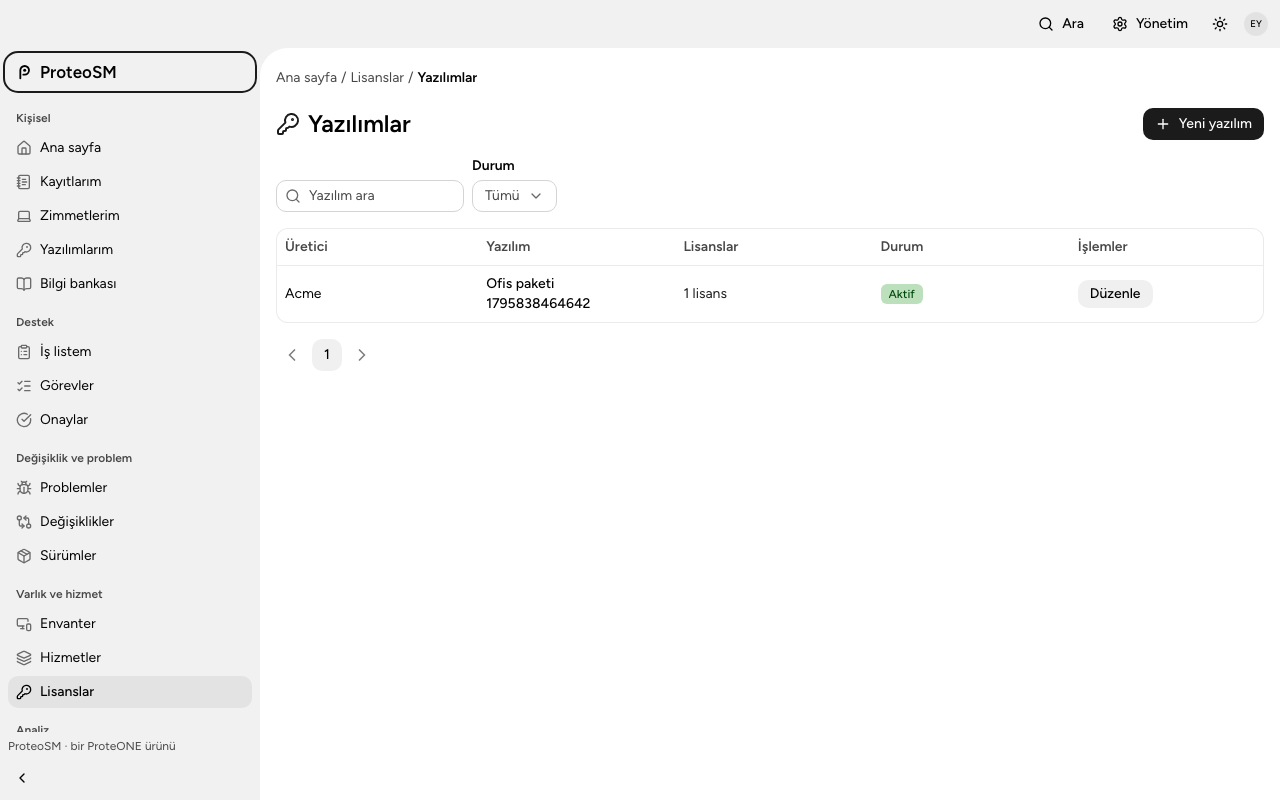 Ara
Yönetim
EY
ProteoSM
Kişisel
Ana sayfa
Kayıtlarım
Zimmetlerim
Yazılımlarım
Bilgi bankası
Destek
İş listem
Görevler
Onaylar
Değişiklik ve problem
Problemler
Değişiklikler
Sürümler
Varlık ve hizmet
Envanter
Hizmetler
Lisanslar
Analiz
ProteoSM · bir ProteONE ürünü
Ana sayfa / Lisanslar / Yazılımlar
Yazılımlar
Yeni yazılım
Durum
Yazılım ara
Tümü
Üretici Yazılım Lisanslar Durum İşlemler
Acme Ofis paketi 1 lisans Aktif Düzenle
1795838464642
1